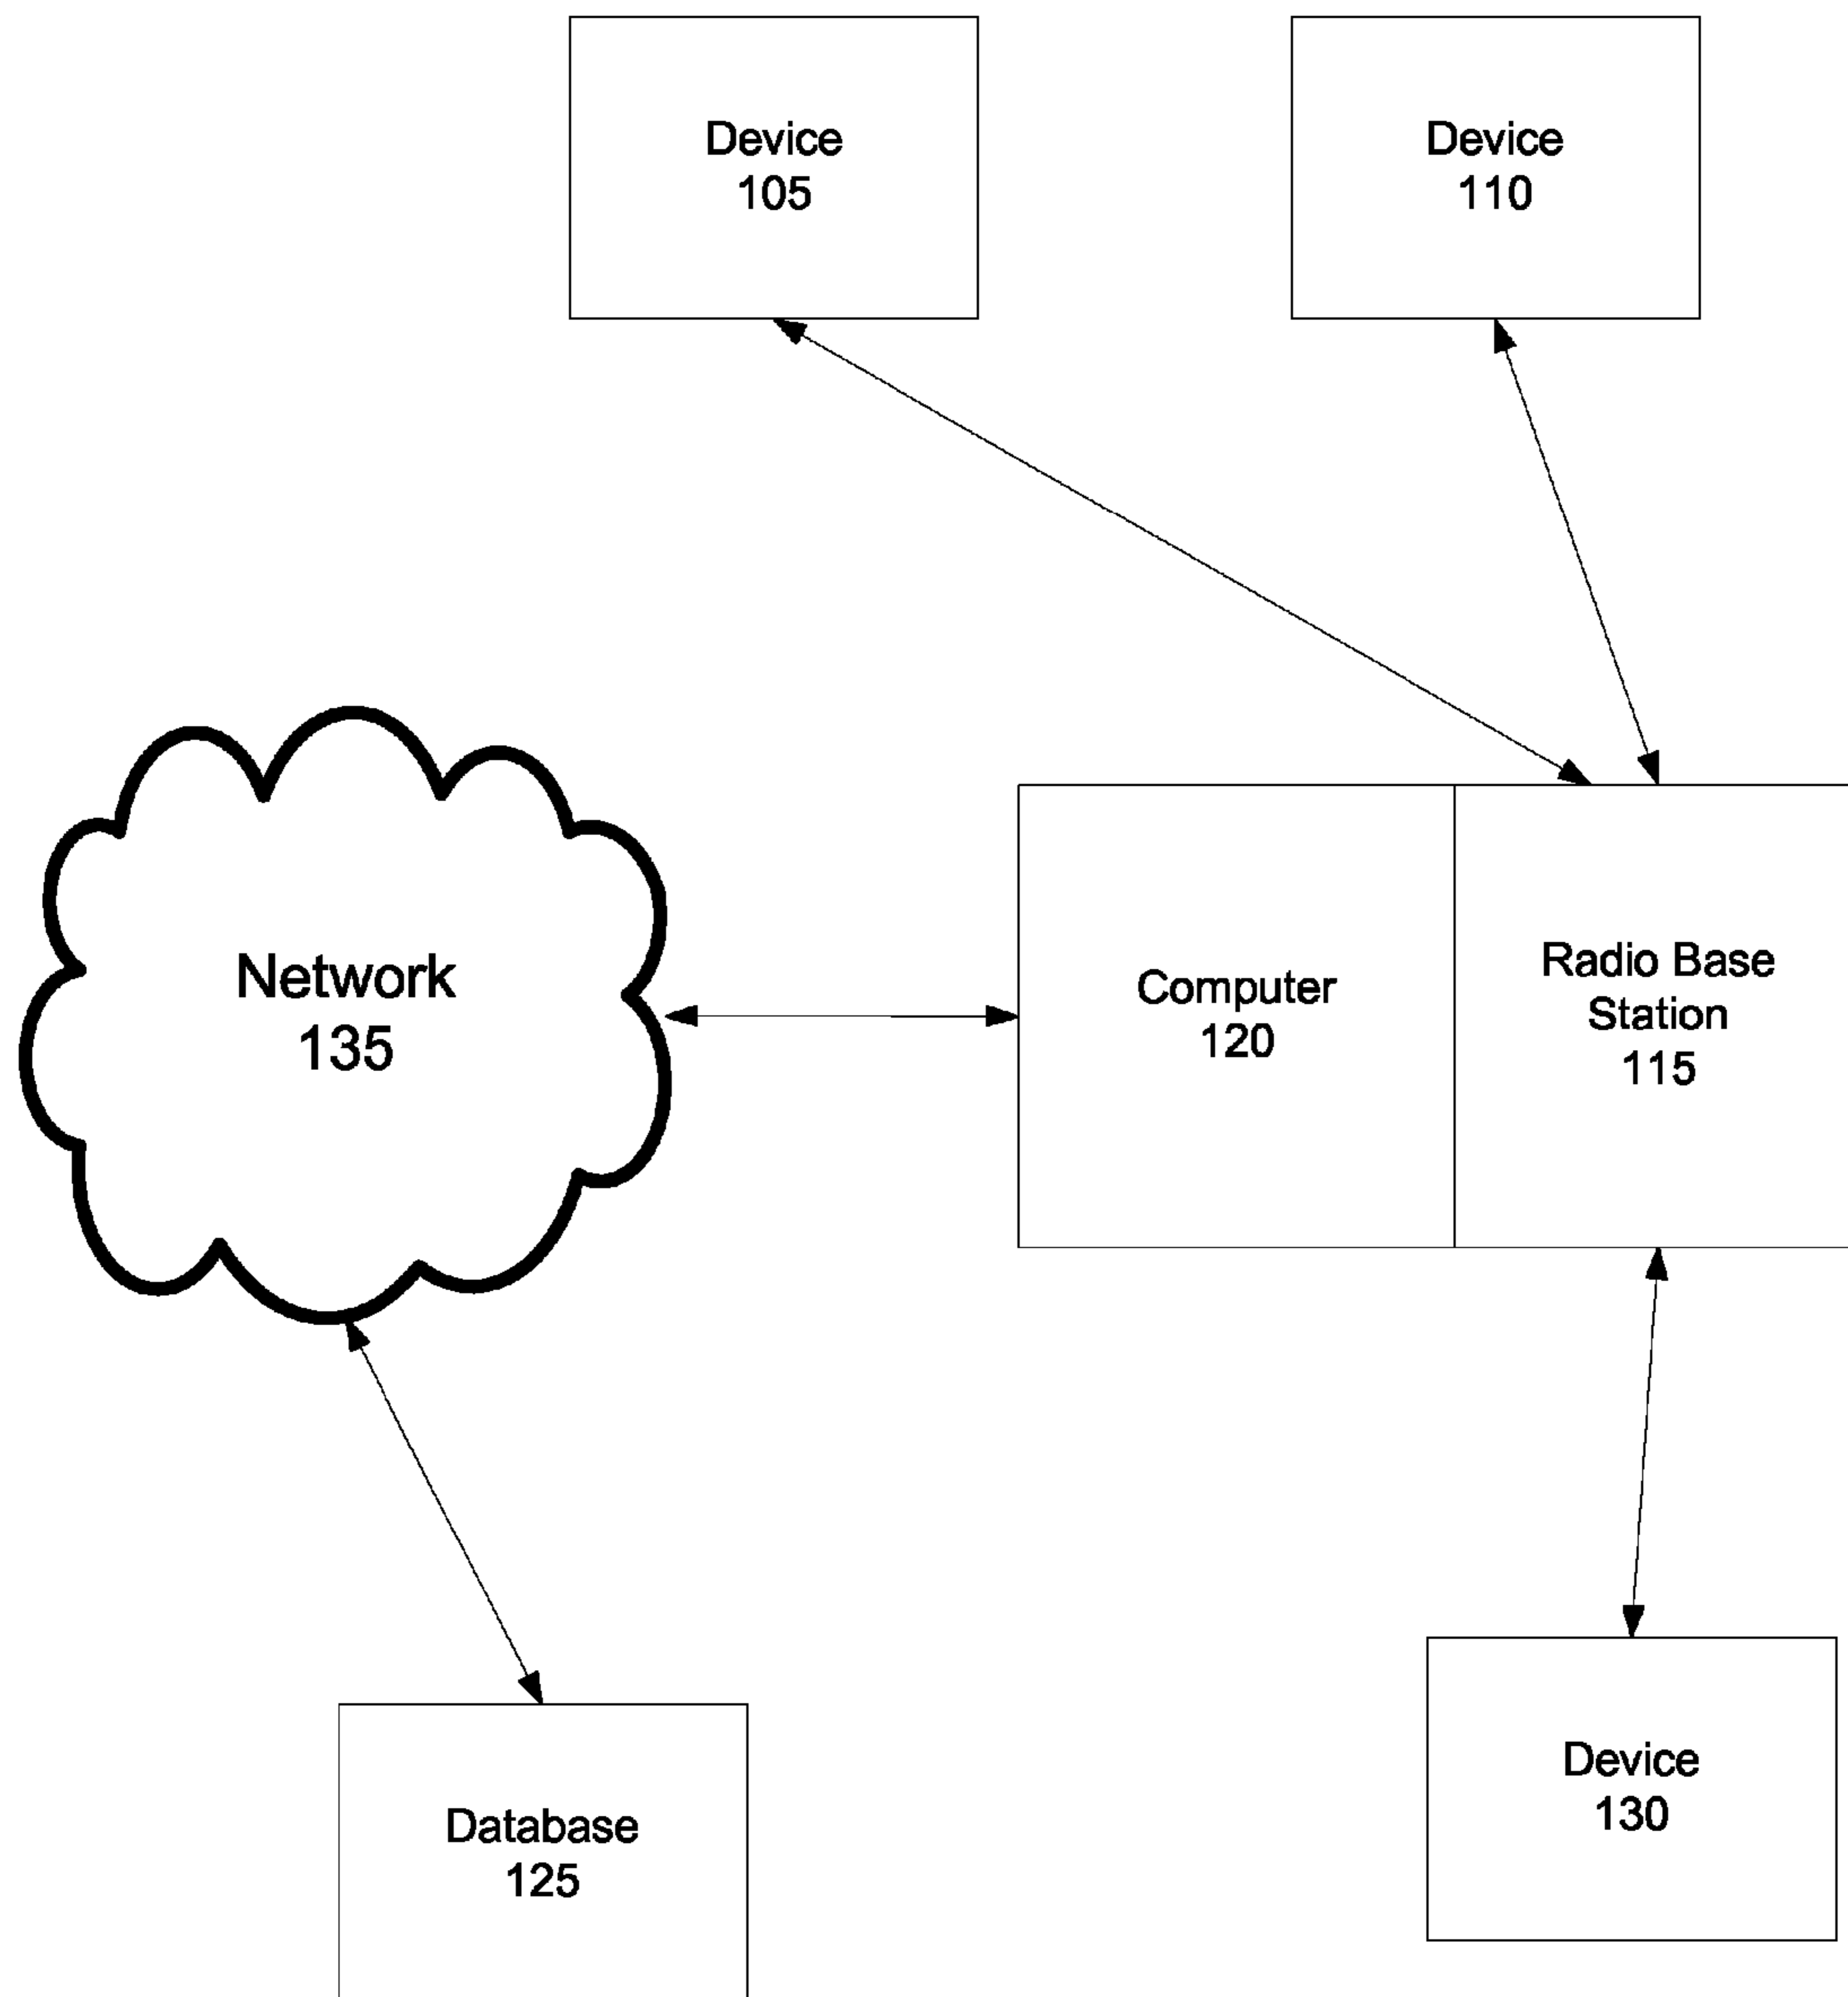 Device
105
Device
110
Network
135
Computer
120
Radio Base
Station
115
Database
125
Device
130